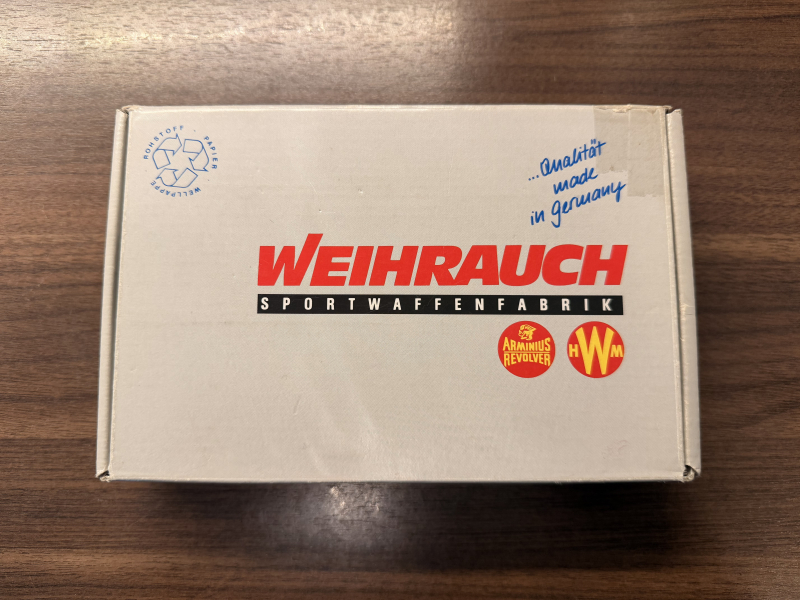 ROHSTOFF · PAPIER · WELLPAPPE ·
...Qualität
made
in Germany
WEIHRAUCH
SPORTWAFFENFABRIK
ARMINIUS
REVOLVER
HWM